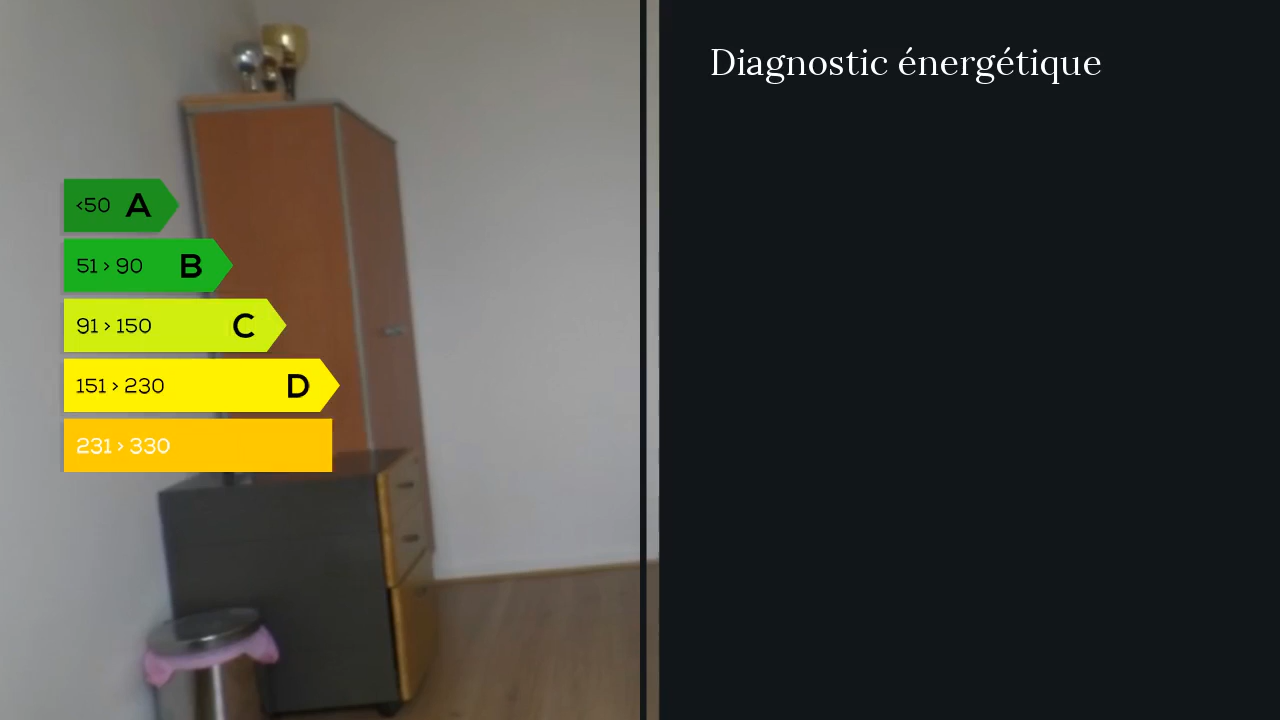 Diagnostic énergétique
<50 A
51 > 90 B
91 > 150 C
151 > 230 D
231 > 330